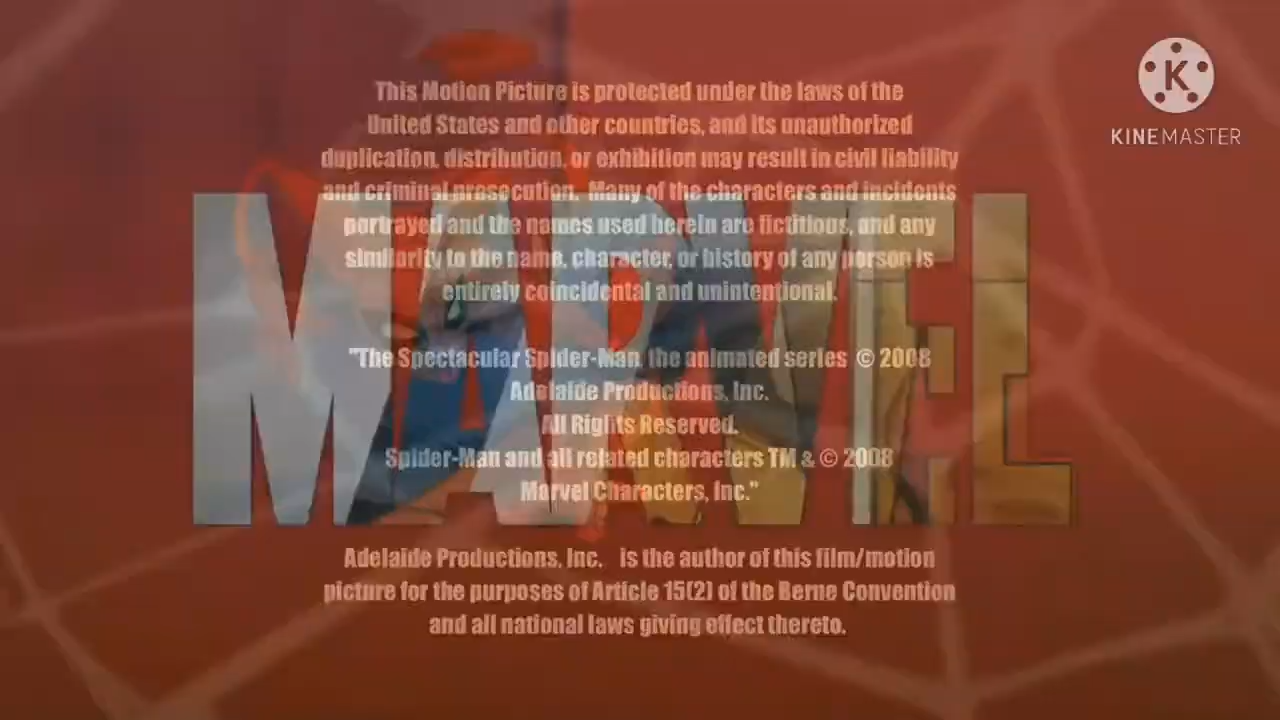 This Motion Picture is protected under the laws of the
United States and other countries, and its unauthorized
duplication, distribution, or exhibition may result in civil liability
and criminal prosecution. Many of the characters and incidents
portrayed and the names used herein are fictitious, and any
similarity to the name, character, or history of any person is
entirely coincidental and unintentional.
"The Spectacular Spider-Man, the animated series © 2008
Adelaide Productions, Inc.
All Rights Reserved.
Spider-Man and all related characters TM & © 2008
Marvel Characters, Inc."
Adelaide Productions, Inc. is the author of this film/motion
picture for the purposes of Article 15(2) of the Berne Convention
and all national laws giving effect thereto.
MARVEL
K
KINEMASTER